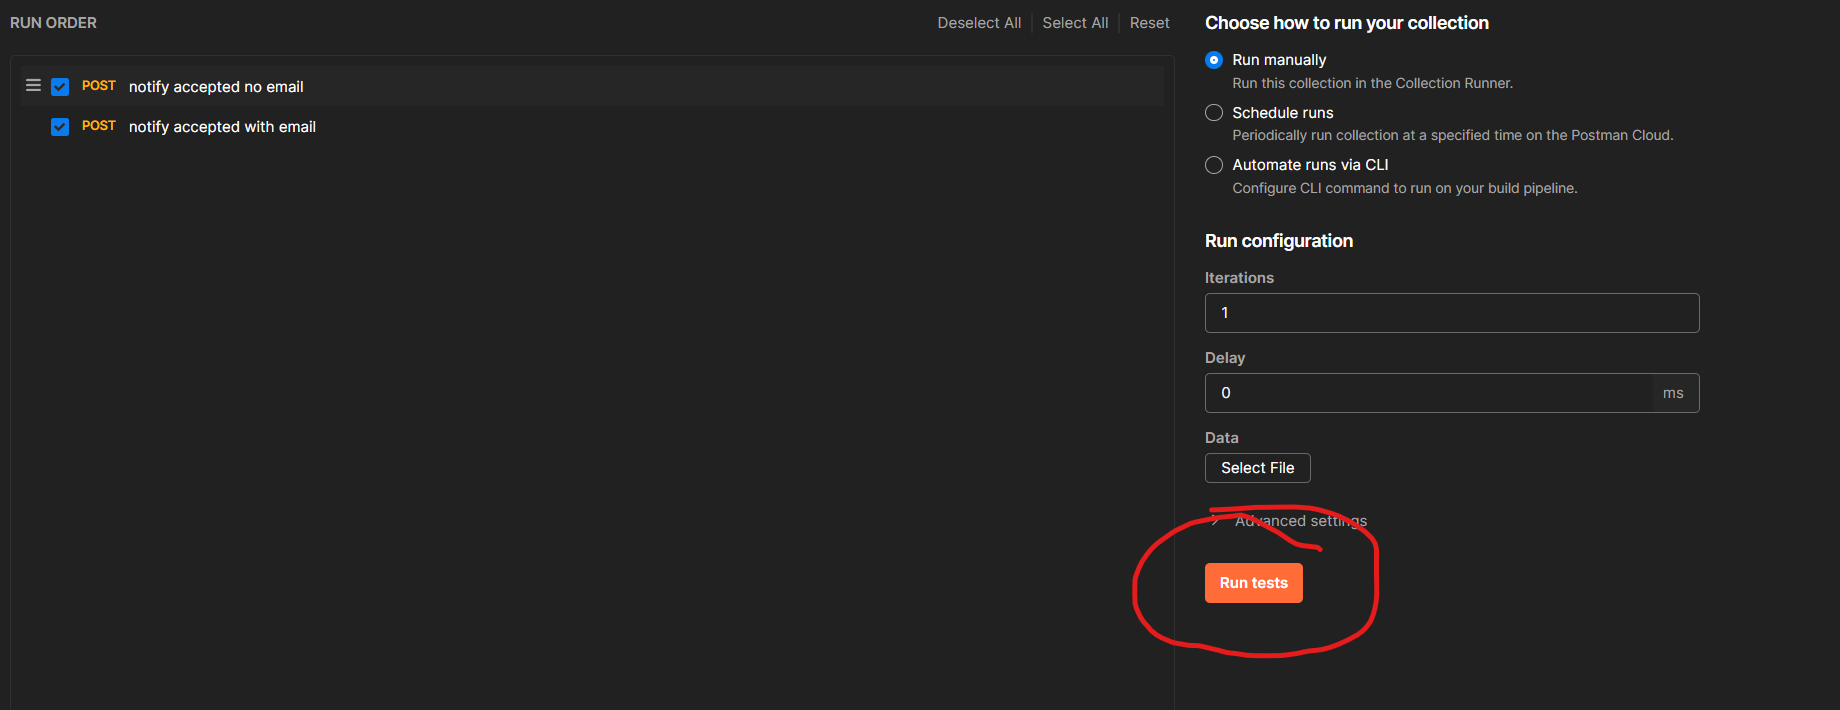 RUN ORDER
Deselect All
Select All
Reset
POST notify accepted no email
POST notify accepted with email
Choose how to run your collection
Run manually
Run this collection in the Collection Runner.
Schedule runs
Periodically run collection at a specified time on the Postman Cloud.
Automate runs via CLI
Configure CLI command to run on your build pipeline.
Run configuration
Iterations
1
Delay
0 ms
Data
Select File
Advanced settings
Run tests